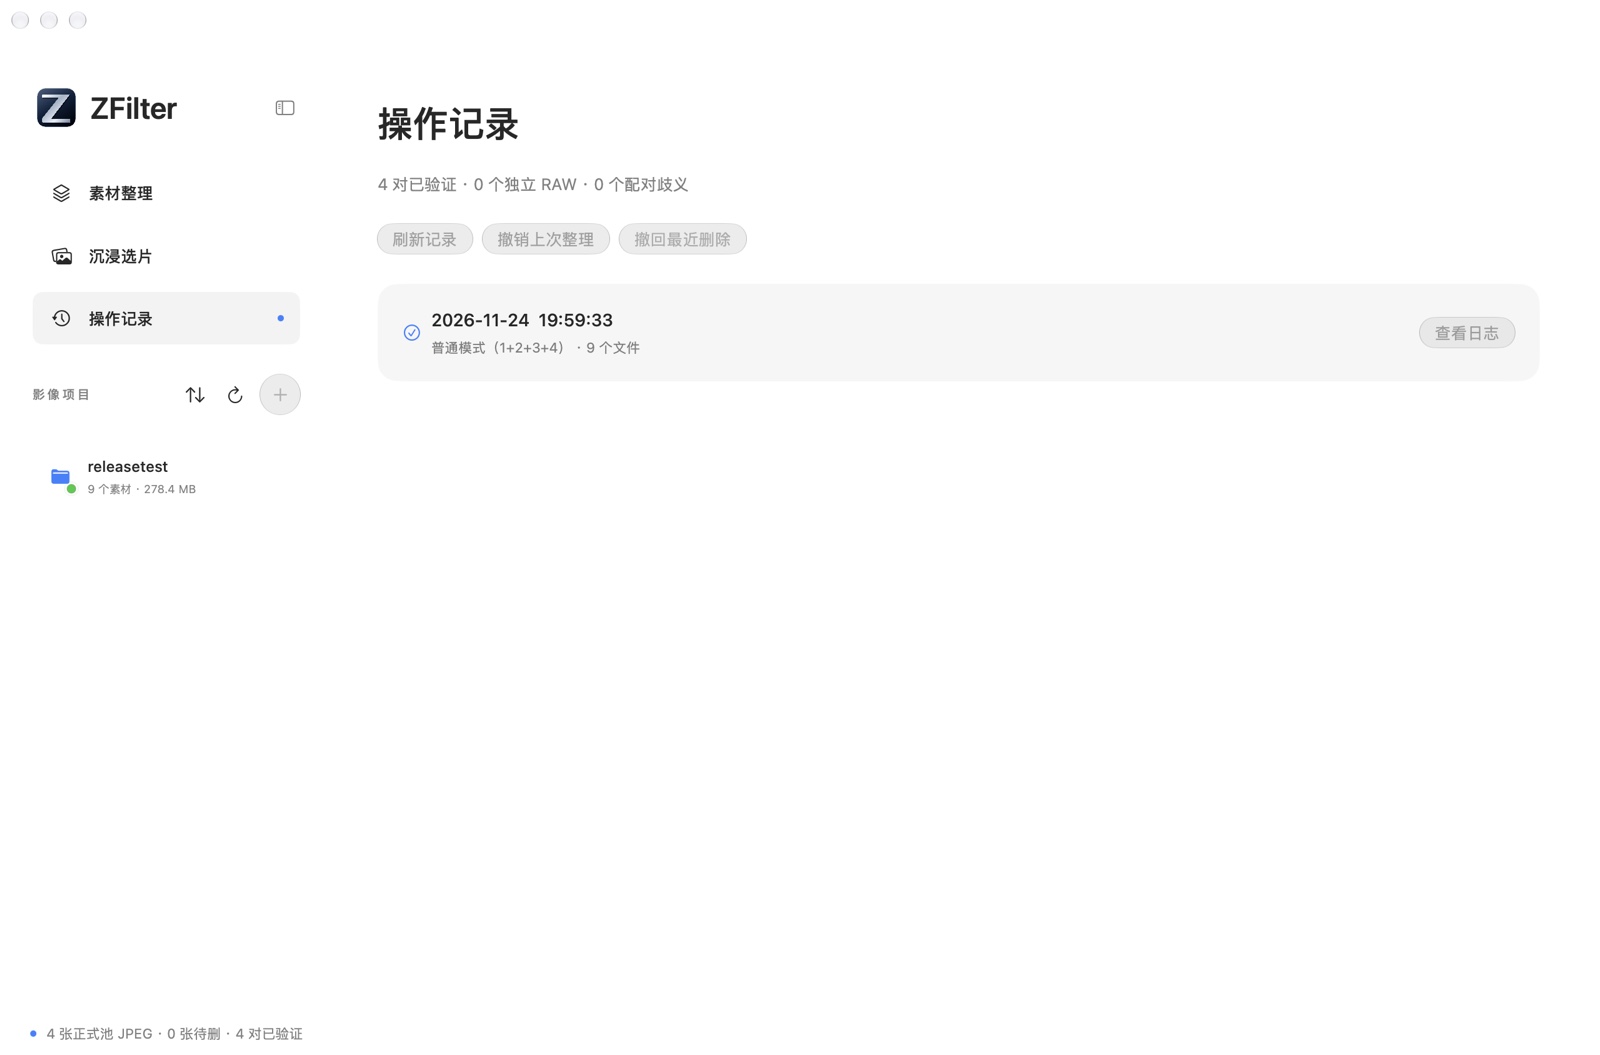 ZFilter
素材整理
沉浸选片
操作记录
影像项目
releasetest
9 个素材 · 278.4 MB
4 张正式池 JPEG · 0 张待删 · 4 对已验证
操作记录
4 对已验证 · 0 个独立 RAW · 0 个配对歧义
刷新记录 撤销上次整理 撤回最近删除
2026-11-24 19:59:33
普通模式（1+2+3+4） · 9 个文件
查看日志